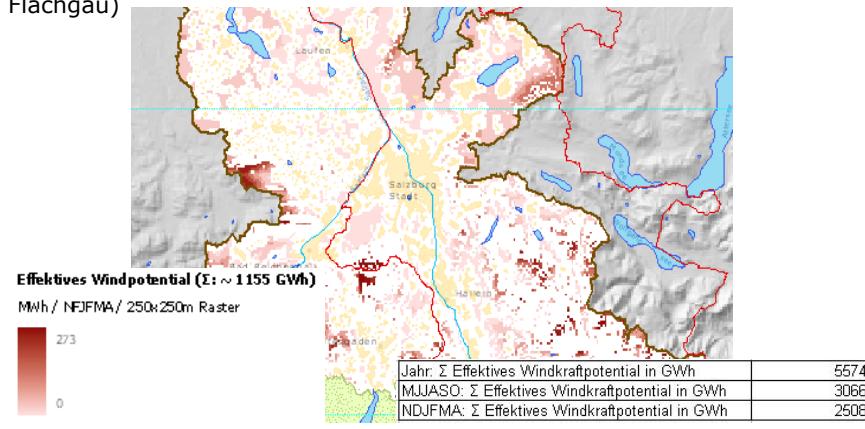 Flachgau)
Laufen
Salzburg
Stadt
Hallein
Effektives Windpotential (Σ: ~ 1155 GWh)
MWh / NFJFMA / 250x250m Raster
273
0
Jahr: Σ Effektives Windkraftpotential in GWh 5574
MJJASO: Σ Effektives Windkraftpotential in GWh 3066
NDJFMA: Σ Effektives Windkraftpotential in GWh 2508